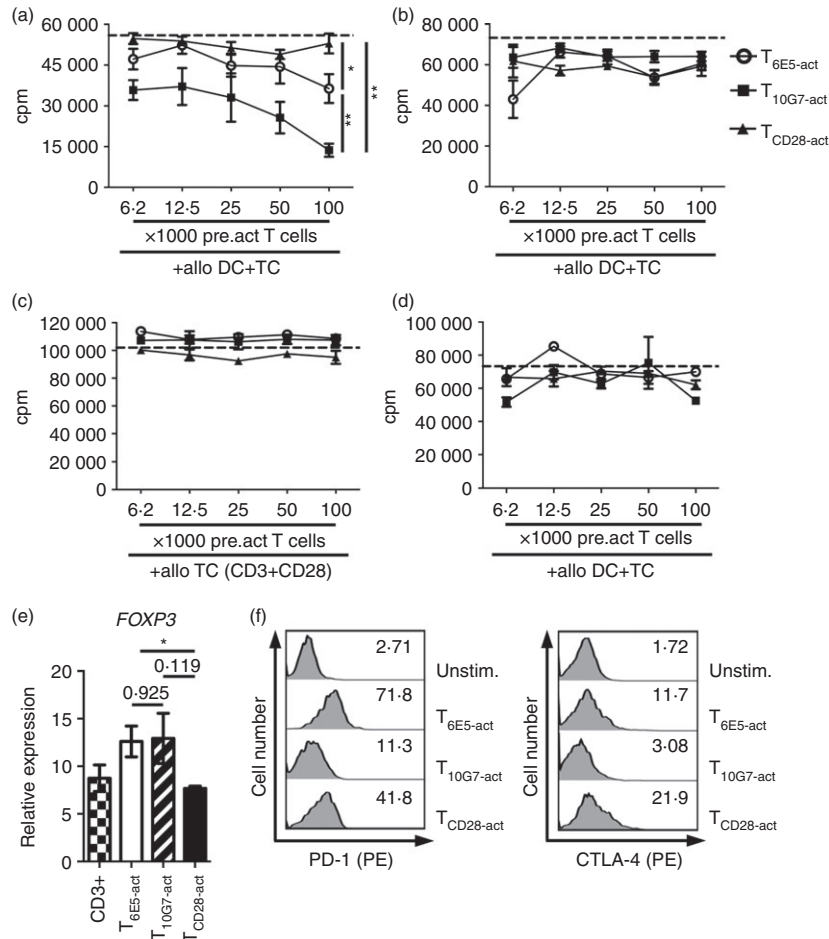 (a)
60 000
45 000
30 000
15 000
0
cpm
*
**
**
6·2 12·5 25 50 100
×1000 pre.act T cells
+allo DC+TC
(b)
80 000
60 000
40 000
20 000
0
cpm
6·2 12·5 25 50 100
×1000 pre.act T cells
+allo DC+TC
T6E5-act
T10G7-act
TCD28-act
(c)
120 000
100 000
80 000
60 000
40 000
20 000
0
cpm
6·2 12·5 25 50 100
×1000 pre.act T cells
+allo TC (CD3+CD28)
(d)
100 000
80 000
60 000
40 000
20 000
0
cpm
6·2 12·5 25 50 100
×1000 pre.act T cells
+allo DC+TC
(e)
FOXP3
*
0·119
0·925
20
15
10
5
0
Relative expression
CD3+
T6E5-act
T10G7-act
TCD28-act
(f)
Cell number
2·71
71·8
11·3
41·8
PD-1 (PE)
Unstim.
T6E5-act
T10G7-act
TCD28-act
Cell number
1·72
11·7
3·08
21·9
CTLA-4 (PE)
Unstim.
T6E5-act
T10G7-act
TCD28-act